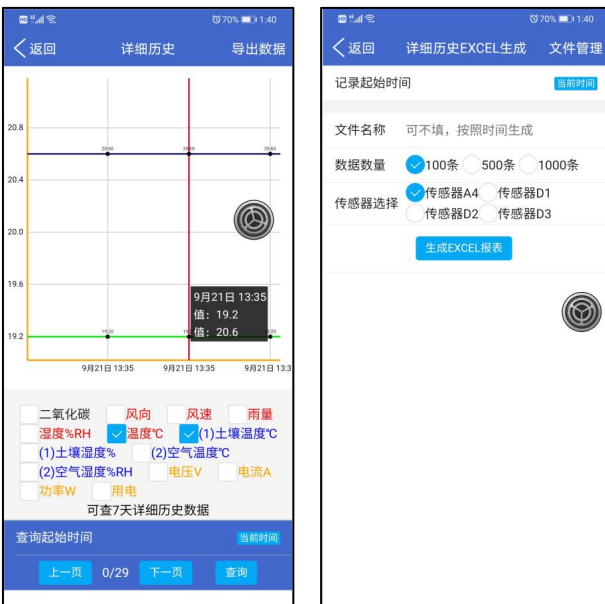 HD 70% 1:40
返回 详细历史 导出数据
20.8
20.60 20.60 20.60
20.4
20.0
19.6
9月21日 13:35
值：19.2
值：20.6
19.2
19.20 19.20
9月21日 13:35 9月21日 13:35 9月21日 13:3
二氧化碳 风向 风速 雨量
湿度%RH 温度℃ (1)土壤温度℃
(1)土壤湿度% (2)空气温度℃
(2)空气湿度%RH 电压V 电流A
功率W 用电
可查7天详细历史数据
查询起始时间 当前时间
上一页 0/29 下一页 查询
HD 70% 1:40
返回 详细历史EXCEL生成 文件管理
记录起始时间 当前时间
文件名称 可不填，按照时间生成
数据数量 100条 500条 1000条
传感器选择 传感器A4 传感器D1
传感器D2 传感器D3
生成EXCEL报表